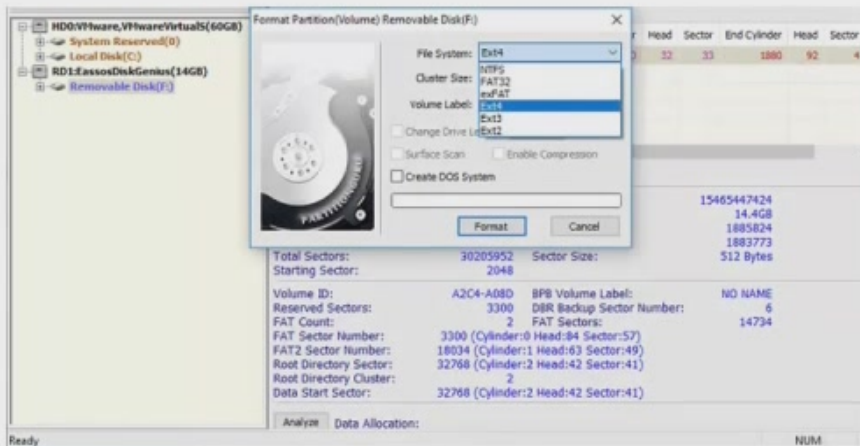 HD0:VMware,VMwareVirtualS(60GB)
System Reserved(0)
Local Disk(C:)
RD1:EassosDiskGenius(14GB)
Removable Disk(F:)
Format Partition(Volume) Removable Disk(F:)
File System: Ext4
Cluster Size:
NTFS
FAT32
exFAT
Volume Label:
Ext4
Ext3
Change Drive Le
Ext2
Surface Scan Enable Compression
Create DOS System
PARTITIONGURU
Format Cancel
Head Sector End Cylinder Head Sector
32 33 1880 92 4
15465447424
14.4GB
1885824
1883773
Total Sectors: 30205952 Sector Size: 512 Bytes
Starting Sector: 2048
Volume ID: A2C4-A08D BPB Volume Label: NO NAME
Reserved Sectors: 3300 DBR Backup Sector Number: 6
FAT Count: 2 FAT Sectors: 14734
FAT Sector Number: 3300 (Cylinder:0 Head:84 Sector:57)
FAT2 Sector Number: 18034 (Cylinder:1 Head:63 Sector:49)
Root Directory Sector: 32768 (Cylinder:2 Head:42 Sector:41)
Root Directory Cluster: 2
Data Start Sector: 32768 (Cylinder:2 Head:42 Sector:41)
Analyze Data Allocation:
Ready NUM